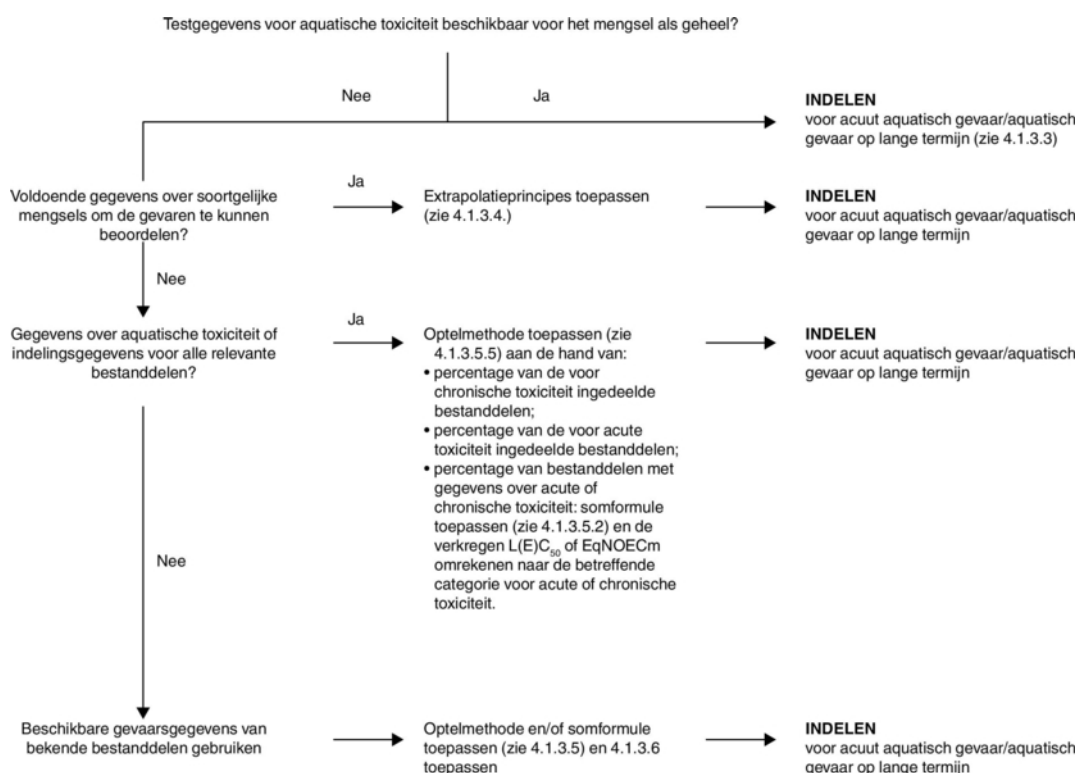 Testgegevens voor aquatische toxiciteit beschikbaar voor het mengsel als geheel?
Nee
Ja
INDELEN
voor acuut aquatisch gevaar/aquatisch
gevaar op lange termijn (zie 4.1.3.3)
Voldoende gegevens over soortgelijke
mengsels om de gevaren te kunnen
beoordelen?
Ja
Extrapolatieprincipes toepassen
(zie 4.1.3.4.)
INDELEN
voor acuut aquatisch gevaar/aquatisch
gevaar op lange termijn
Nee
Gegevens over aquatische toxiciteit of
indelingsgegevens voor alle relevante
bestanddelen?
Ja
Optelmethode toepassen (zie
4.1.3.5.5) aan de hand van:
• percentage van de voor
chronische toxiciteit ingedeelde
bestanddelen;
• percentage van de voor acute
toxiciteit ingedeelde bestanddelen;
• percentage van bestanddelen met
gegevens over acute of
chronische toxiciteit: somformule
toepassen (zie 4.1.3.5.2) en de
verkregen L(E)C₅₀ of EqNOECm
omrekenen naar de betreffende
categorie voor acute of chronische
toxiciteit.
INDELEN
voor acuut aquatisch gevaar/aquatisch
gevaar op lange termijn
Nee
Beschikbare gevaarsgegevens van
bekende bestanddelen gebruiken
Optelmethode en/of somformule
toepassen (zie 4.1.3.5) en 4.1.3.6
toepassen
INDELEN
voor acuut aquatisch gevaar/aquatisch
gevaar op lange termijn